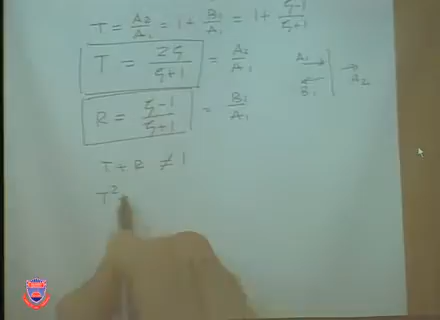 T = A₂/A₁ = 1 + B₁/A₁ = 1 + ζ-1/ζ+1
T = 2ζ/ζ+1 = A₂/A₁
A₁
B₁
A₂
R = ζ-1/ζ+1 = B₁/A₁
T + R ≠ 1
T²